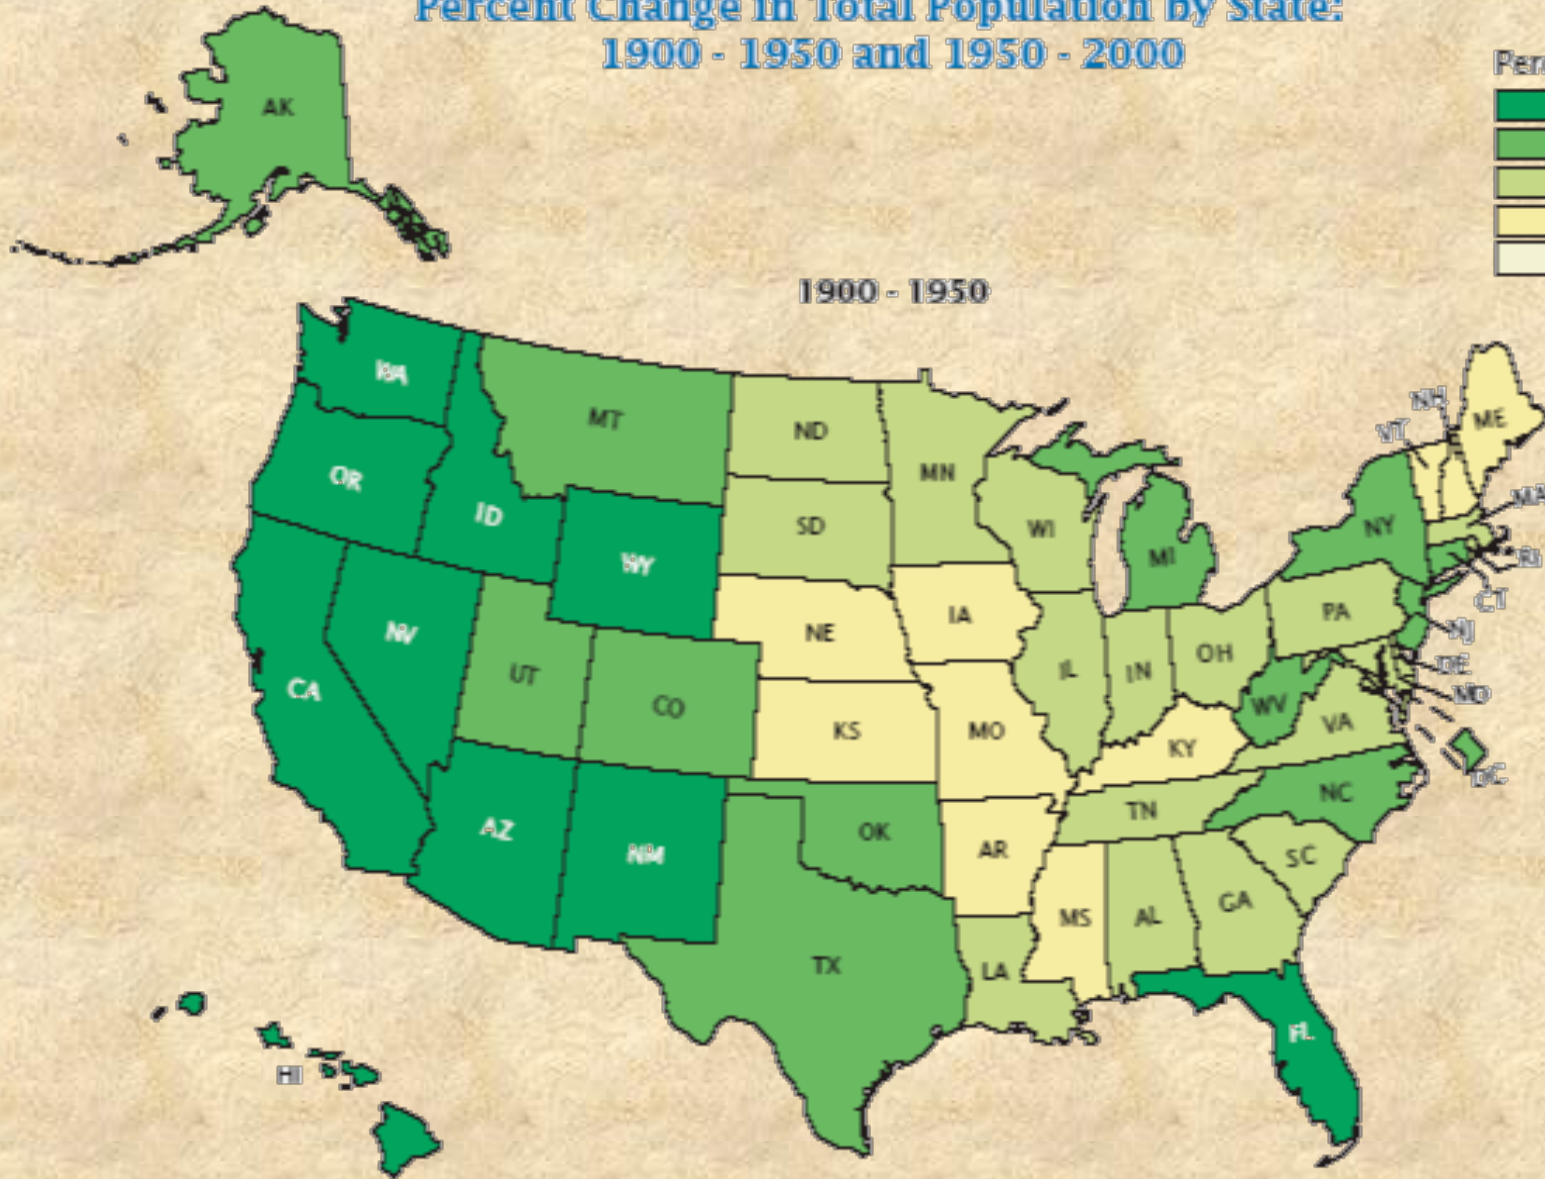 Percent Change in Total Population by State:
1900 - 1950 and 1950 - 2000
AK
1900 - 1950
WA
MT
ND
MN
NH
VT
ME
OR
ID
WY
SD
WI
MI
NY
MA
RI
CT
NV
UT
CO
NE
IA
IL
IN
OH
PA
NJ
DE
MD
DC
CA
KS
MO
KY
WV
VA
AZ
NM
OK
AR
TN
NC
SC
TX
LA
MS
AL
GA
FL
HI